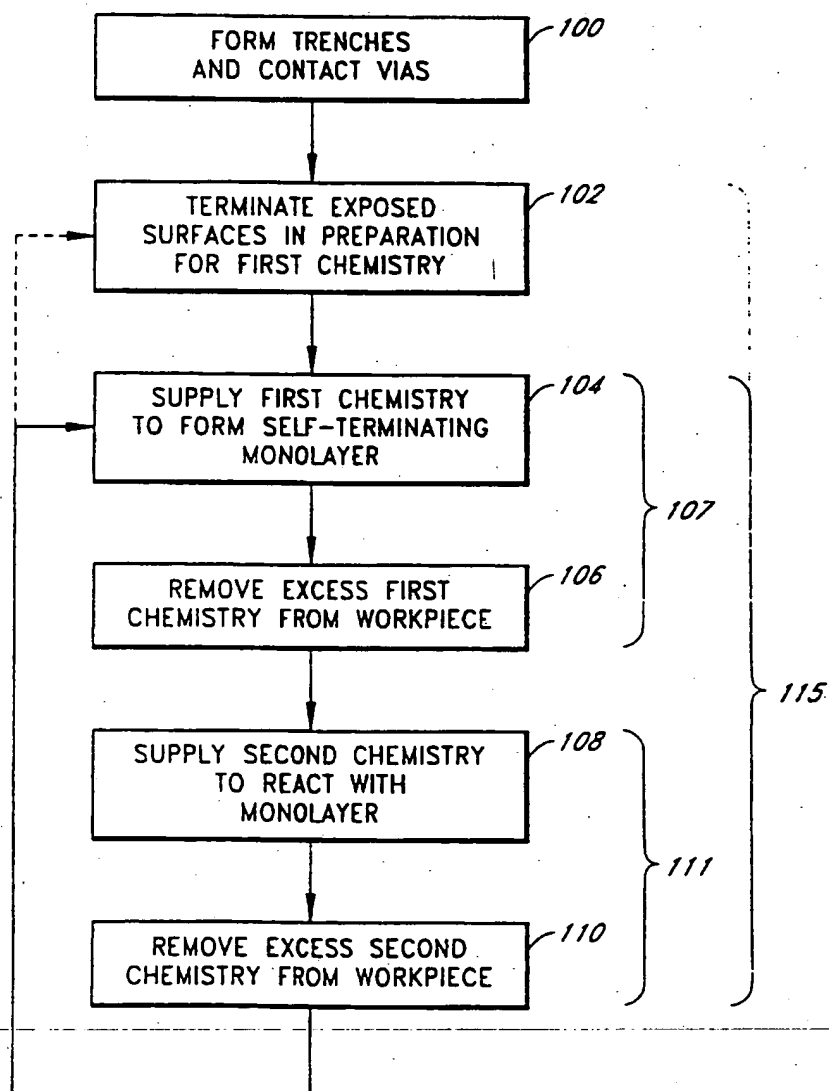 FORM TRENCHES
AND CONTACT VIAS
100
TERMINATE EXPOSED
SURFACES IN PREPARATION
FOR FIRST CHEMISTRY
102
SUPPLY FIRST CHEMISTRY
TO FORM SELF-TERMINATING
MONOLAYER
104
107
REMOVE EXCESS FIRST
CHEMISTRY FROM WORKPIECE
106
115
SUPPLY SECOND CHEMISTRY
TO REACT WITH
MONOLAYER
108
111
REMOVE EXCESS SECOND
CHEMISTRY FROM WORKPIECE
110